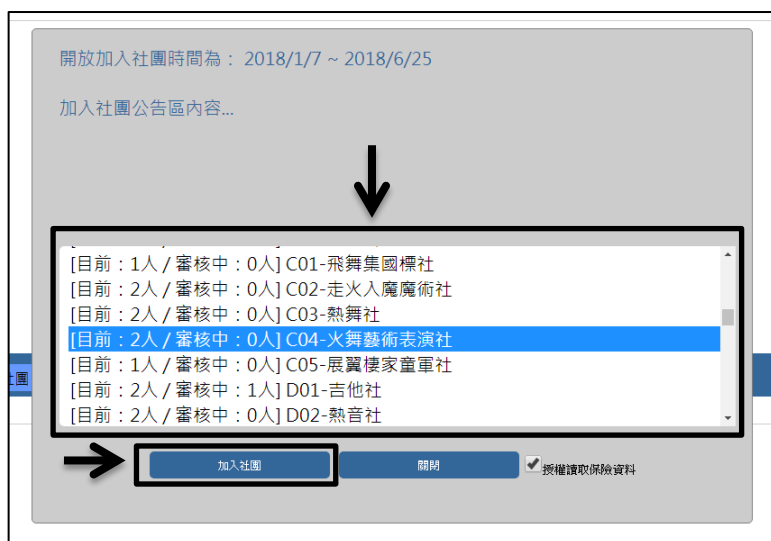 開放加入社團時間為： 2018/1/7 ~ 2018/6/25
加入社團公告區內容...
[目前：1人 / 審核中：0人] C01-飛舞集國標社
[目前：2人 / 審核中：0人] C02-走火入魔魔術社
[目前：2人 / 審核中：0人] C03-熱舞社
[目前：2人 / 審核中：0人] C04-火舞藝術表演社
[目前：1人 / 審核中：0人] C05-展翼棲家童軍社
[目前：2人 / 審核中：1人] D01-吉他社
[目前：2人 / 審核中：0人] D02-熱音社
團
加入社團
關閉
授權讀取保險資料